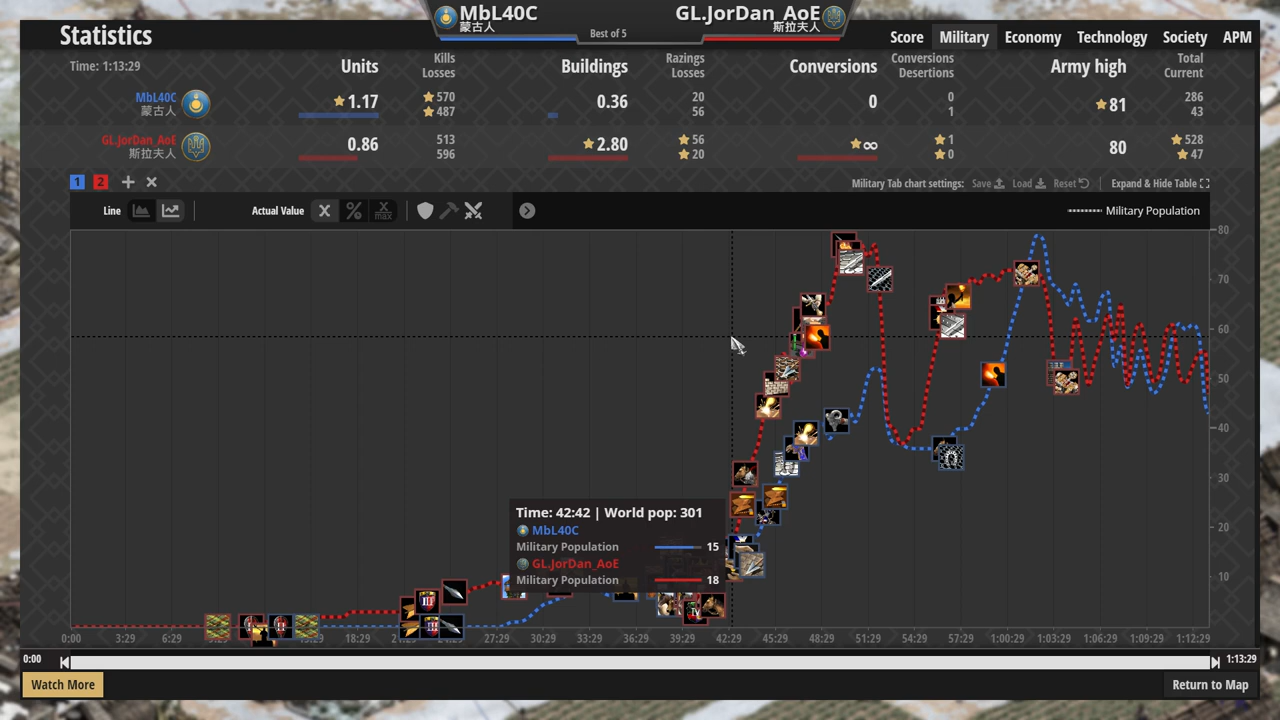 MbL40C
蒙古人
Best of 5
GL.JorDan_AoE
斯拉夫人
Statistics
Score Military Economy Technology Society APM
Time: 1:13:29
Units
Kills
Losses
Buildings
Razings
Losses
Conversions
Conversions
Desertions
Army high
Total
Current
MbL40C
蒙古人
1.17
570
487
0.36
20
56
0
0
1
81
286
43
GL.JorDan_AoE
斯拉夫人
0.86
513
596
2.80
56
20
∞
1
0
80
528
47
1 2
Military Tab chart settings: Save Load Reset Expand & Hide Table
Line Actual Value X % X/max
Military Population
80
70
60
50
40
30
20
10
Time: 42:42 | World pop: 301
MbL40C
Military Population 15
GL.JorDan_AoE
Military Population 18
0:00 3:29 6:29 18:29 27:29 30:29 33:29 36:29 39:29 42:29 45:29 48:29 51:29 54:29 57:29 1:00:29 1:03:29 1:06:29 1:09:29 1:12:29
0:00 1:13:29
Watch More Return to Map